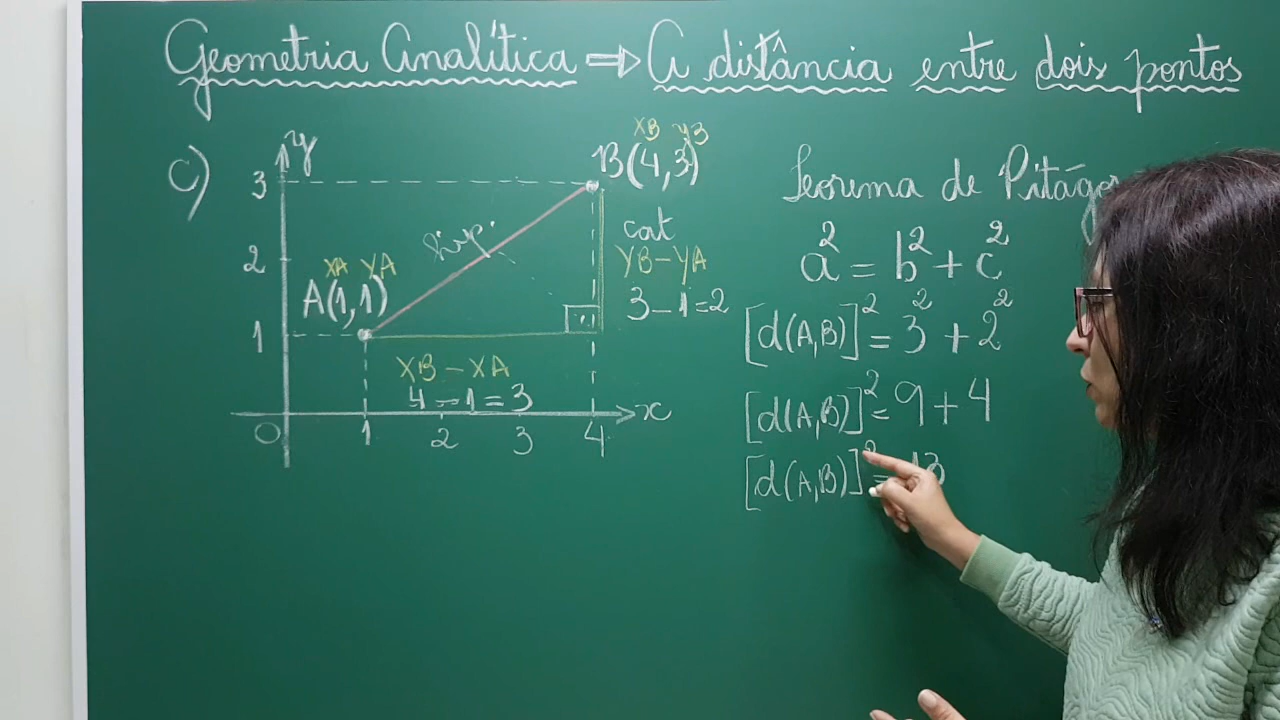 Geometria Analítica ⇒ A distância entre dois pontos
c)
y
3
2
1
0
1
2
3
4
x
XB YB
B(4,3)
hip.
cat
YB-YA
3-1=2
XA YA
A(1,1)
XB-XA
4-1=3
Teorema de
a² = b² + c²
[d(A,B)]² = 3² + 2²
[d(A,B)]² = 9+4
[d(A,B)]² = 13